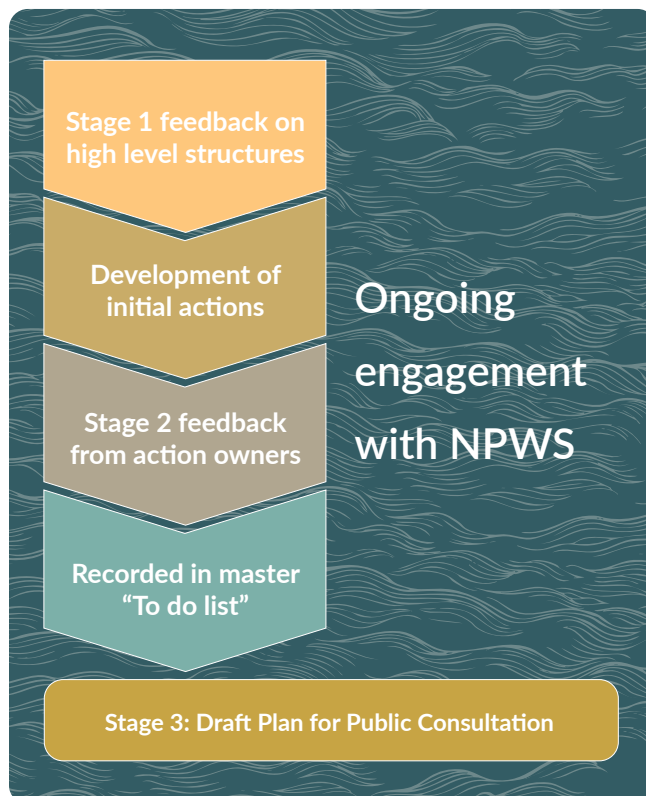 Stage 1 feedback on
high level structures
Development of
initial actions
Stage 2 feedback
from action owners
Recorded in master
“To do list”
Ongoing
engagement
with NPWS
Stage 3: Draft Plan for Public Consultation